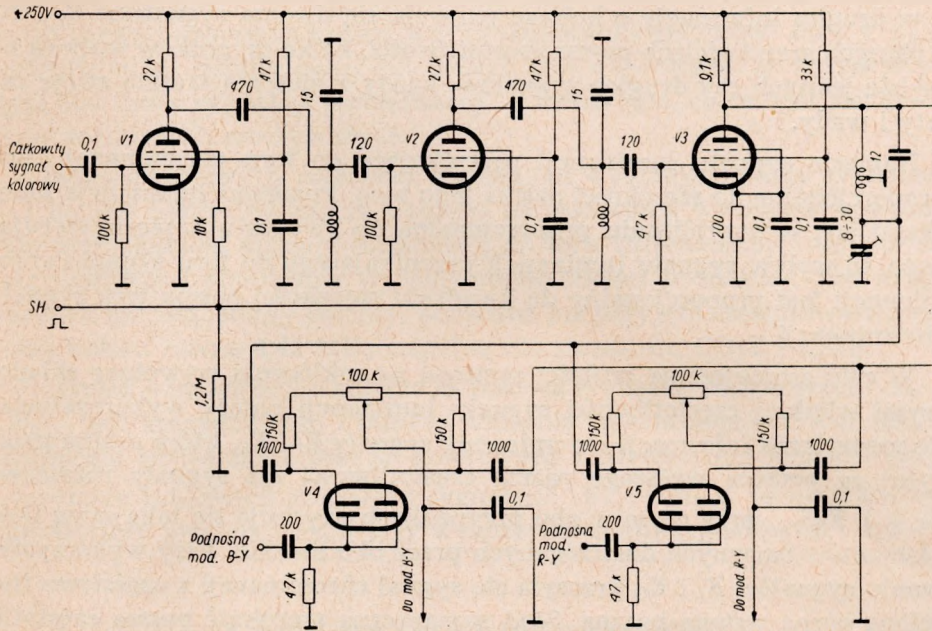 +250V
27k
47k
27k
47k
9,1k
33k
470
15
470
15
12
V1
V2
V3
Całkowity
sygnał
kolorowy
0,1
120
120
100k
10k
0,1
100k
0,1
47k
200
0,1
0,1
8÷30
SH
1,2M
100k
100k
150k
150k
150k
150k
1000
1000
1000
1000
V4
V5
0,1
0,1
200
200
Podnośna
mod. B-Y
Podnośna
mod.
R-Y
47k
Do mod. B-Y
47k
Do mod. R-Y